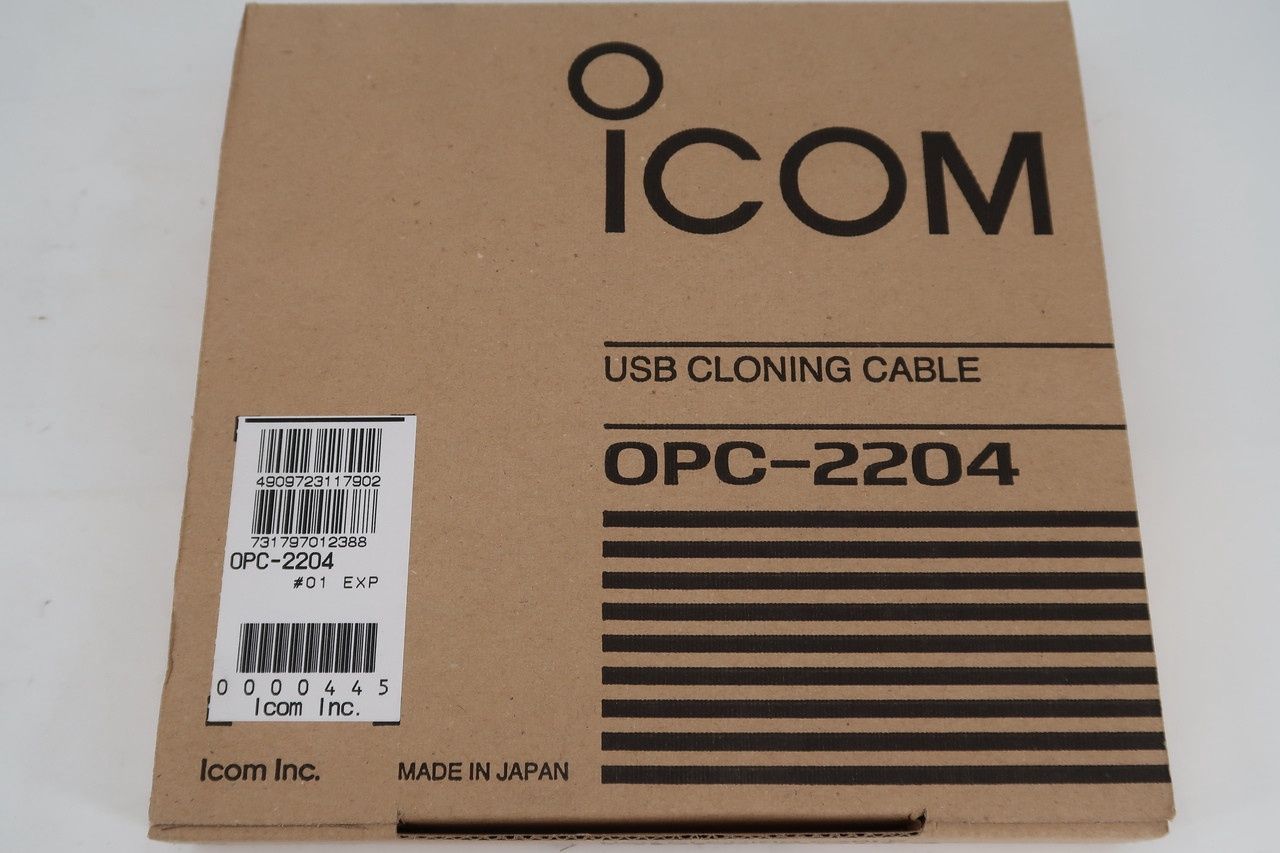 ICOM
USB CLONING CABLE
OPC-2204
4909723117902
731797012388
OPC-2204
#01 EXP
0000445
Icom Inc.
Icom Inc.
MADE IN JAPAN